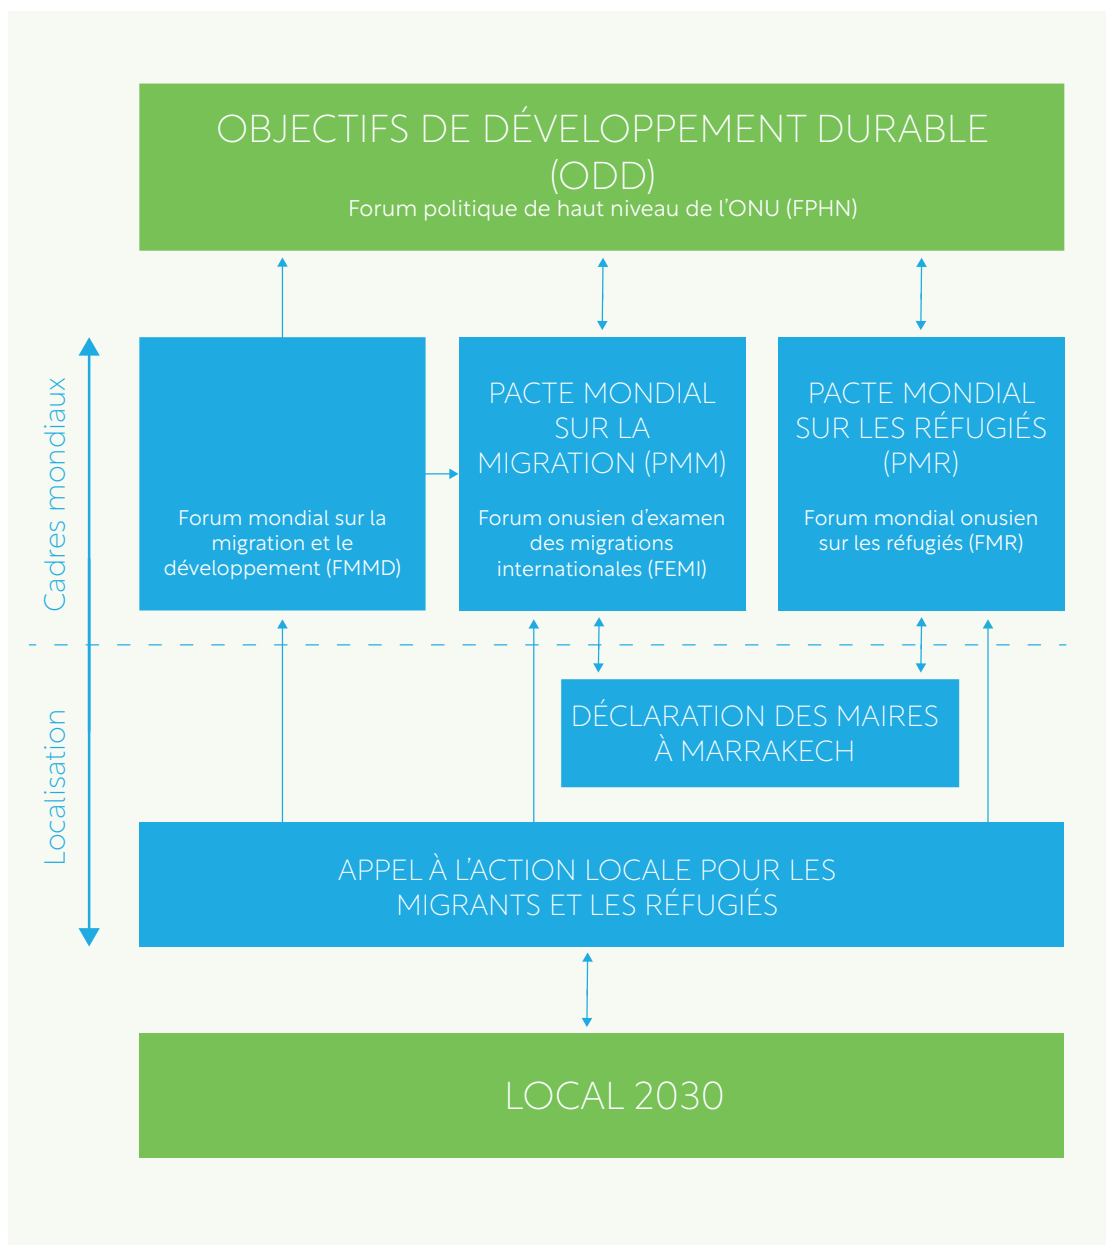 OBJECTIFS DE DÉVELOPPEMENT DURABLE
(ODD)
Forum politique de haut niveau de l’ONU (FPHN)
Cadres mondiaux
Forum mondial sur la
migration et le
développement (FMMD)
PACTE MONDIAL
SUR LA
MIGRATION (PMM)
Forum onusien d’examen
des migrations
internationales (FEMI)
PACTE MONDIAL
SUR LES RÉFUGIÉS
(PMR)
Forum mondial onusien
sur les réfugiés (FMR)
Localisation
DÉCLARATION DES MAIRES
À MARRAKECH
APPEL À L’ACTION LOCALE POUR LES
MIGRANTS ET LES RÉFUGIÉS
LOCAL 2030